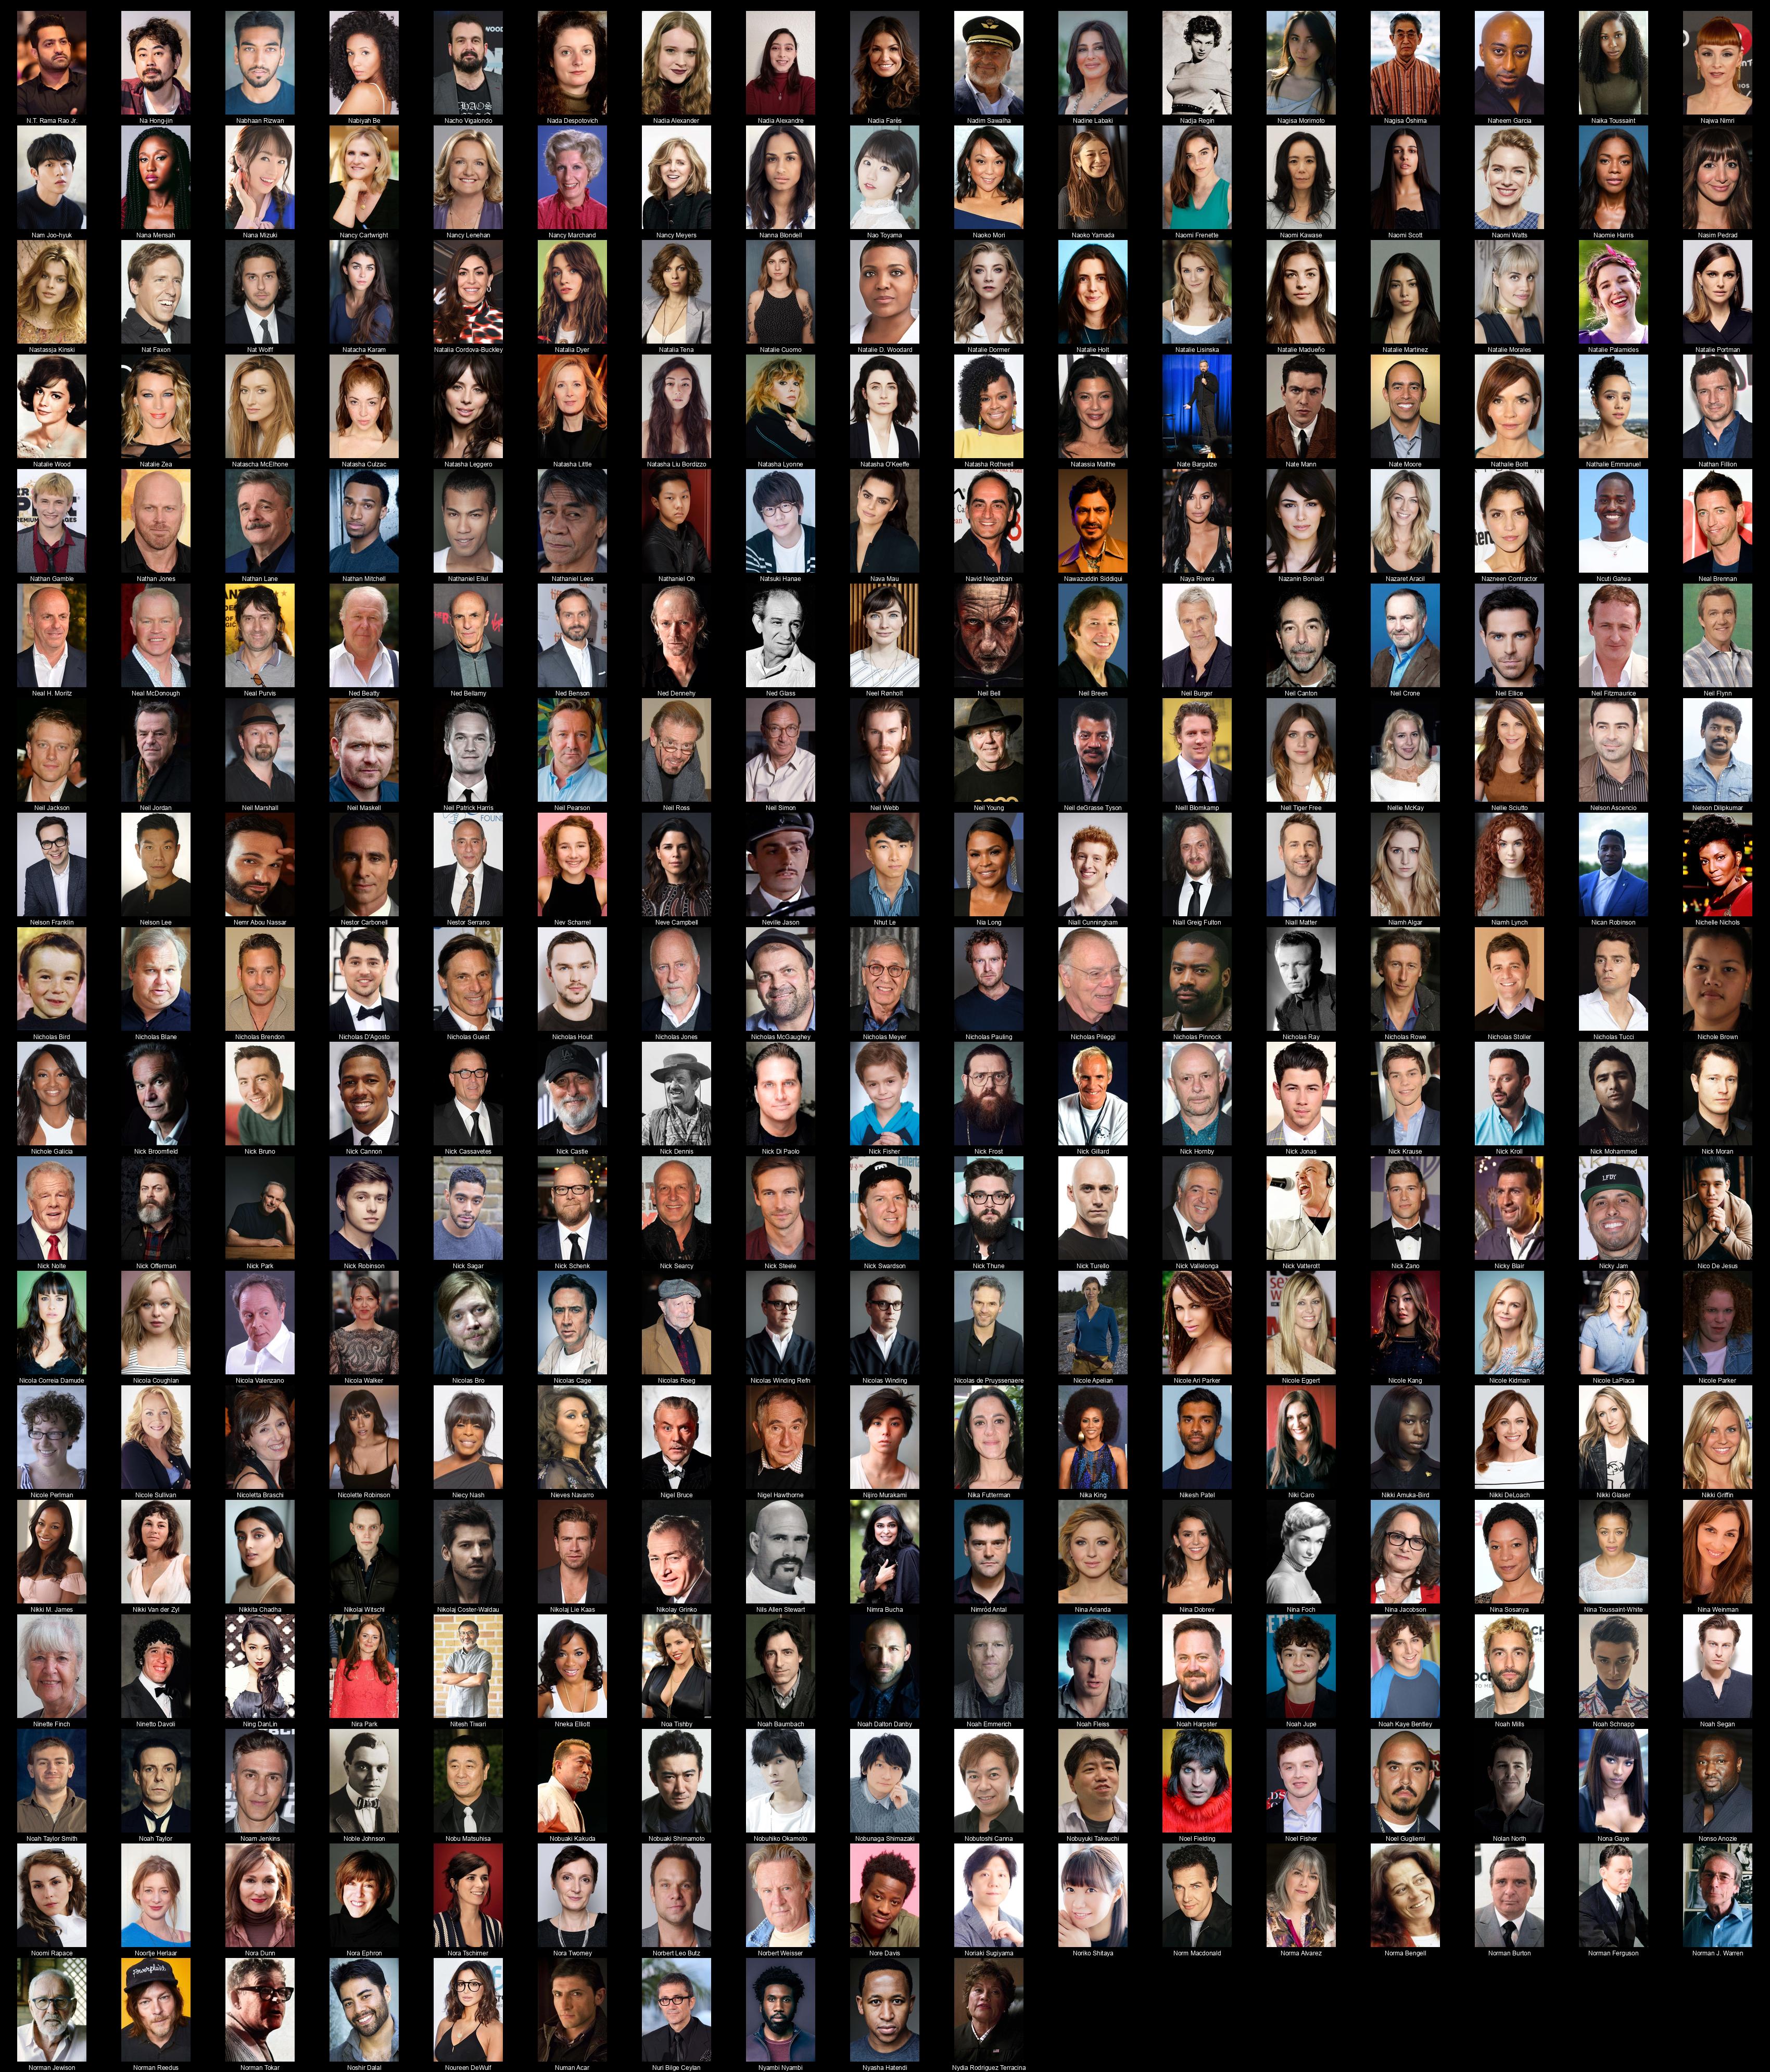 N.T. Rama Rao Jr. Na Hong-jin Nabhaan Rizwan Nabiyah Be Nacho Vigalondo Nada Despotovich Nadia Alexander Nadia Alexandre Nadia Farès Nadim Sawalha Nadine Labaki Nadja Regin Nagisa Morimoto Nagisa Ōshima Naheem Garcia Naika Toussaint Najwa Nimri
Nam Joo-hyuk Nana Mensah Nana Mizuki Nancy Cartwright Nancy Lenehan Nancy Marchand Nancy Meyers Nanna Blondell Nao Toyama Naoko Mori Naoko Yamada Naomi Frenette Naomi Kawase Naomi Scott Naomi Watts Naomie Harris Nasim Pedrad
Nastassja Kinski Nat Faxon Nat Wolff Natacha Karam Natalia Cordova-Buckley Natalia Dyer Natalia Tena Natalie Cuomo Natalie D. Woodard Natalie Dormer Natalie Holt Natalie Lisinska Natalie Madueño Natalie Martinez Natalie Morales Natalie Palamides Natalie Portman
Natalie Wood Natalie Zea Natascha McElhone Natasha Culzac Natasha Leggero Natasha Little Natasha Liu Bordizzo Natasha Lyonne Natasha O'Keeffe Natasha Rothwell Natassia Malthe Nate Bargatze Nate Mann Nate Moore Nathalie Boltt Nathalie Emmanuel Nathan Fillion
Nathan Gamble Nathan Jones Nathan Lane Nathan Mitchell Nathaniel Ellul Nathaniel Lees Nathaniel Oh Natsuki Hanae Nava Mau Navid Negahban Nawazuddin Siddiqui Naya Rivera Nazanin Boniadi Nazaret Aracil Nazneen Contractor Ncuti Gatwa Neal Brennan
Neal H. Moritz Neal McDonough Neal Purvis Ned Beatty Ned Bellamy Ned Benson Ned Dennehy Ned Glass Neel Rønholt Neil Bell Neil Breen Neil Burger Neil Canton Neil Crone Neil Ellice Neil Fitzmaurice Neil Flynn
Neil Jackson Neil Jordan Neil Marshall Neil Maskell Neil Patrick Harris Neil Pearson Neil Ross Neil Simon Neil Webb Neil Young Neil deGrasse Tyson Neill Blomkamp Nell Tiger Free Nellie McKay Nellie Sciutto Nelson Ascencio Nelson Dilipkumar
Nelson Franklin Nelson Lee Nemr Abou Nassar Nestor Carbonell Nestor Serrano Nev Scharrel Neve Campbell Neville Jason Nhut Le Nia Long Niall Cunningham Niall Greig Fulton Niall Matter Niamh Algar Niamh Lynch Nican Robinson Nichelle Nichols
Nicholas Bird Nicholas Blane Nicholas Brendon Nicholas D'Agosto Nicholas Guest Nicholas Hoult Nicholas Jones Nicholas McGaughey Nicholas Meyer Nicholas Pauling Nicholas Pileggi Nicholas Pinnock Nicholas Ray Nicholas Rowe Nicholas Stoller Nicholas Tucci Nichole Brown
Nichole Galicia Nick Broomfield Nick Bruno Nick Cannon Nick Cassavetes Nick Castle Nick Dennis Nick Di Paolo Nick Fisher Nick Frost Nick Gillard Nick Hornby Nick Jonas Nick Krause Nick Kroll Nick Mohammed Nick Moran
Nick Nolte Nick Offerman Nick Park Nick Robinson Nick Sagar Nick Schenk Nick Searcy Nick Steele Nick Swardson Nick Thune Nick Turello Nick Vallelonga Nick Vatterott Nick Zano Nicky Blair Nicky Jam Nico De Jesus
Nicola Correia Damude Nicola Coughlan Nicola Valenzano Nicola Walker Nicolas Bro Nicolas Cage Nicolas Roeg Nicolas Winding Refn Nicolas Winding Nicolas de Pruyssenaere Nicole Apelian Nicole Ari Parker Nicole Eggert Nicole Kang Nicole Kidman Nicole LaPlaca Nicole Parker
Nicole Perlman Nicole Sullivan Nicoletta Braschi Nicolette Robinson Niecy Nash Nieves Navarro Nigel Bruce Nigel Hawthorne Nijiro Murakami Nika Futterman Nika King Nikesh Patel Niki Caro Nikki Amuka-Bird Nikki DeLoach Nikki Glaser Nikki Griffin
Nikki M. James Nikki Van der Zyl Nikkita Chadha Nikolai Witschl Nikolaj Coster-Waldau Nikolaj Lie Kaas Nikolay Grinko Nils Allen Stewart Nimra Bucha Nimród Antal Nina Arianda Nina Dobrev Nina Foch Nina Jacobson Nina Sosanya Nina Toussaint-White Nina Weinman
Ninette Finch Ninetto Davoli Ning DanLin Nira Park Nitesh Tiwari Nneka Elliott Noa Tishby Noah Baumbach Noah Dalton Danby Noah Emmerich Noah Fleiss Noah Harpster Noah Jupe Noah Kaye Bentley Noah Mills Noah Schnapp Noah Segan
Noah Taylor Smith Noah Taylor Noam Jenkins Noble Johnson Nobu Matsuhisa Nobuaki Kakuda Nobuaki Shimamoto Nobuhiko Okamoto Nobunaga Shimazaki Nobutoshi Canna Nobuyuki Takeuchi Noel Fielding Noel Fisher Noel Gugliemi Nolan North Nona Gaye Nonso Anozie
Noomi Rapace Noortje Herlaar Nora Dunn Nora Ephron Nora Tschirner Nora Twomey Norbert Leo Butz Norbert Weisser Nore Davis Noriaki Sugiyama Noriko Shitaya Norm Macdonald Norma Alvarez Norma Bengell Norman Burton Norman Ferguson Norman J. Warren
Norman Jewison Norman Reedus Norman Tokar Noshir Dalal Noureen DeWulf Numan Acar Nuri Bilge Ceylan Nyambi Nyambi Nyasha Hatendi Nydia Rodriguez Terracina